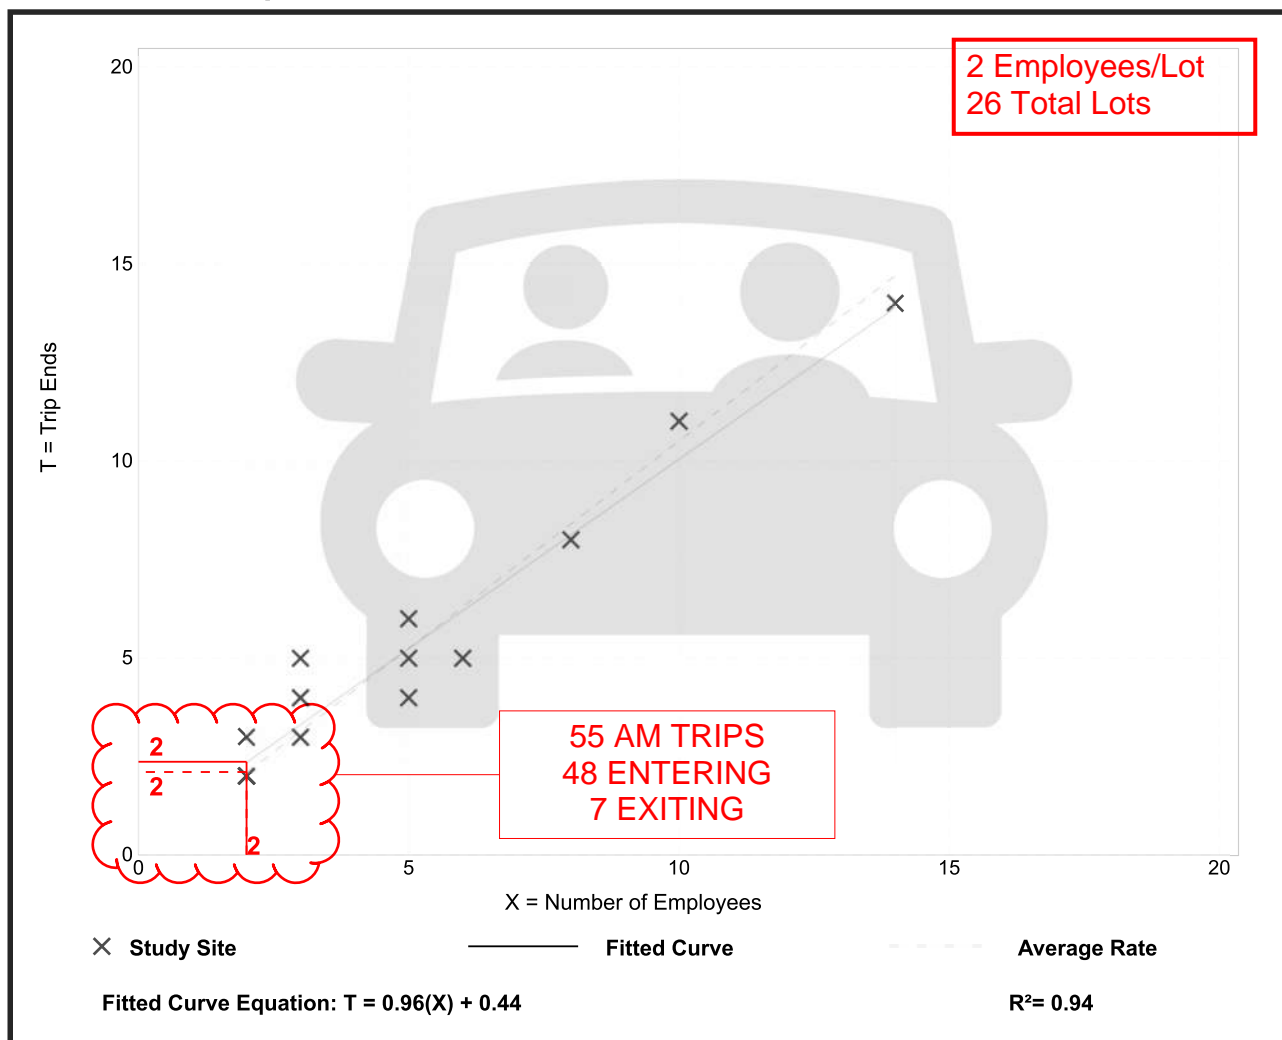 20
2 Employees/Lot
26 Total Lots
15
T = Trip Ends
10
5
2
2
2
55 AM TRIPS
48 ENTERING
7 EXITING
0
0 5 10 15 20
X = Number of Employees
Study Site Fitted Curve Average Rate
Fitted Curve Equation: T = 0.96(X) + 0.44 R²= 0.94